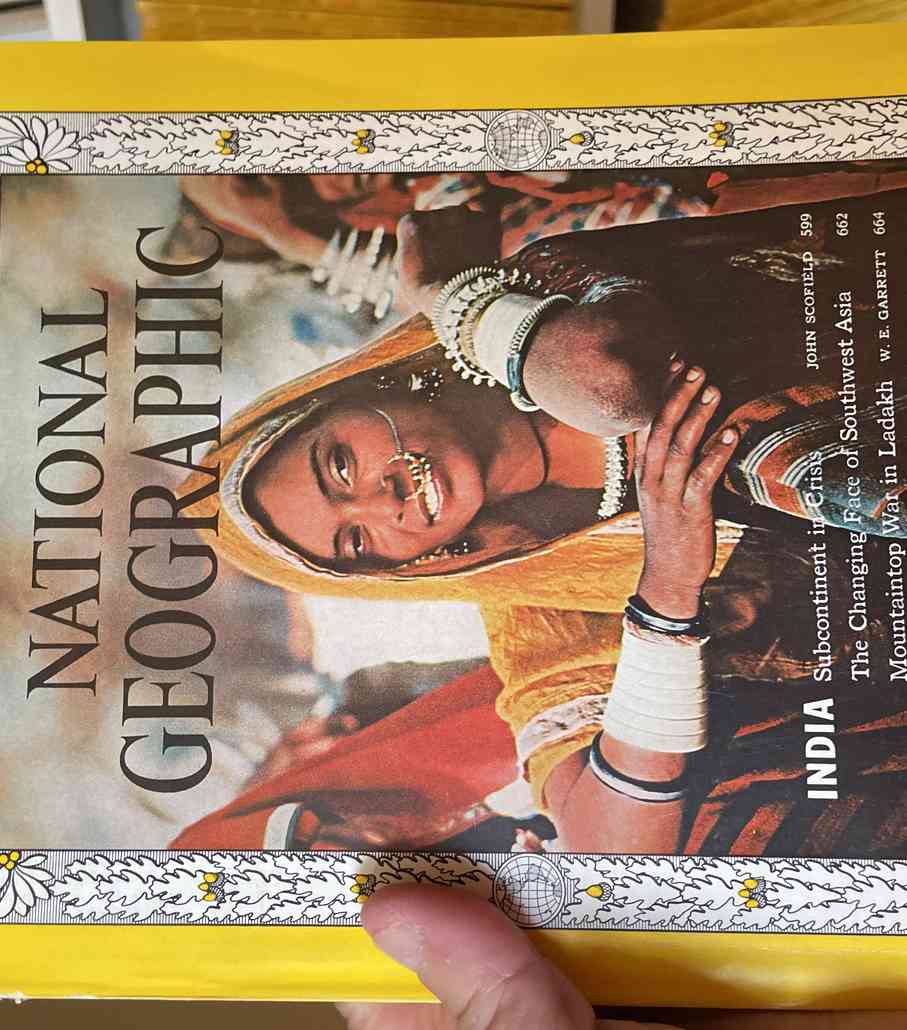 NATIONAL
GEOGRAPHIC
INDIA Subcontinent in Crisis JOHN SCOFIELD 599
The Changing Face of Southwest Asia 662
Mountaintop War in Ladakh W. E. GARRETT 664